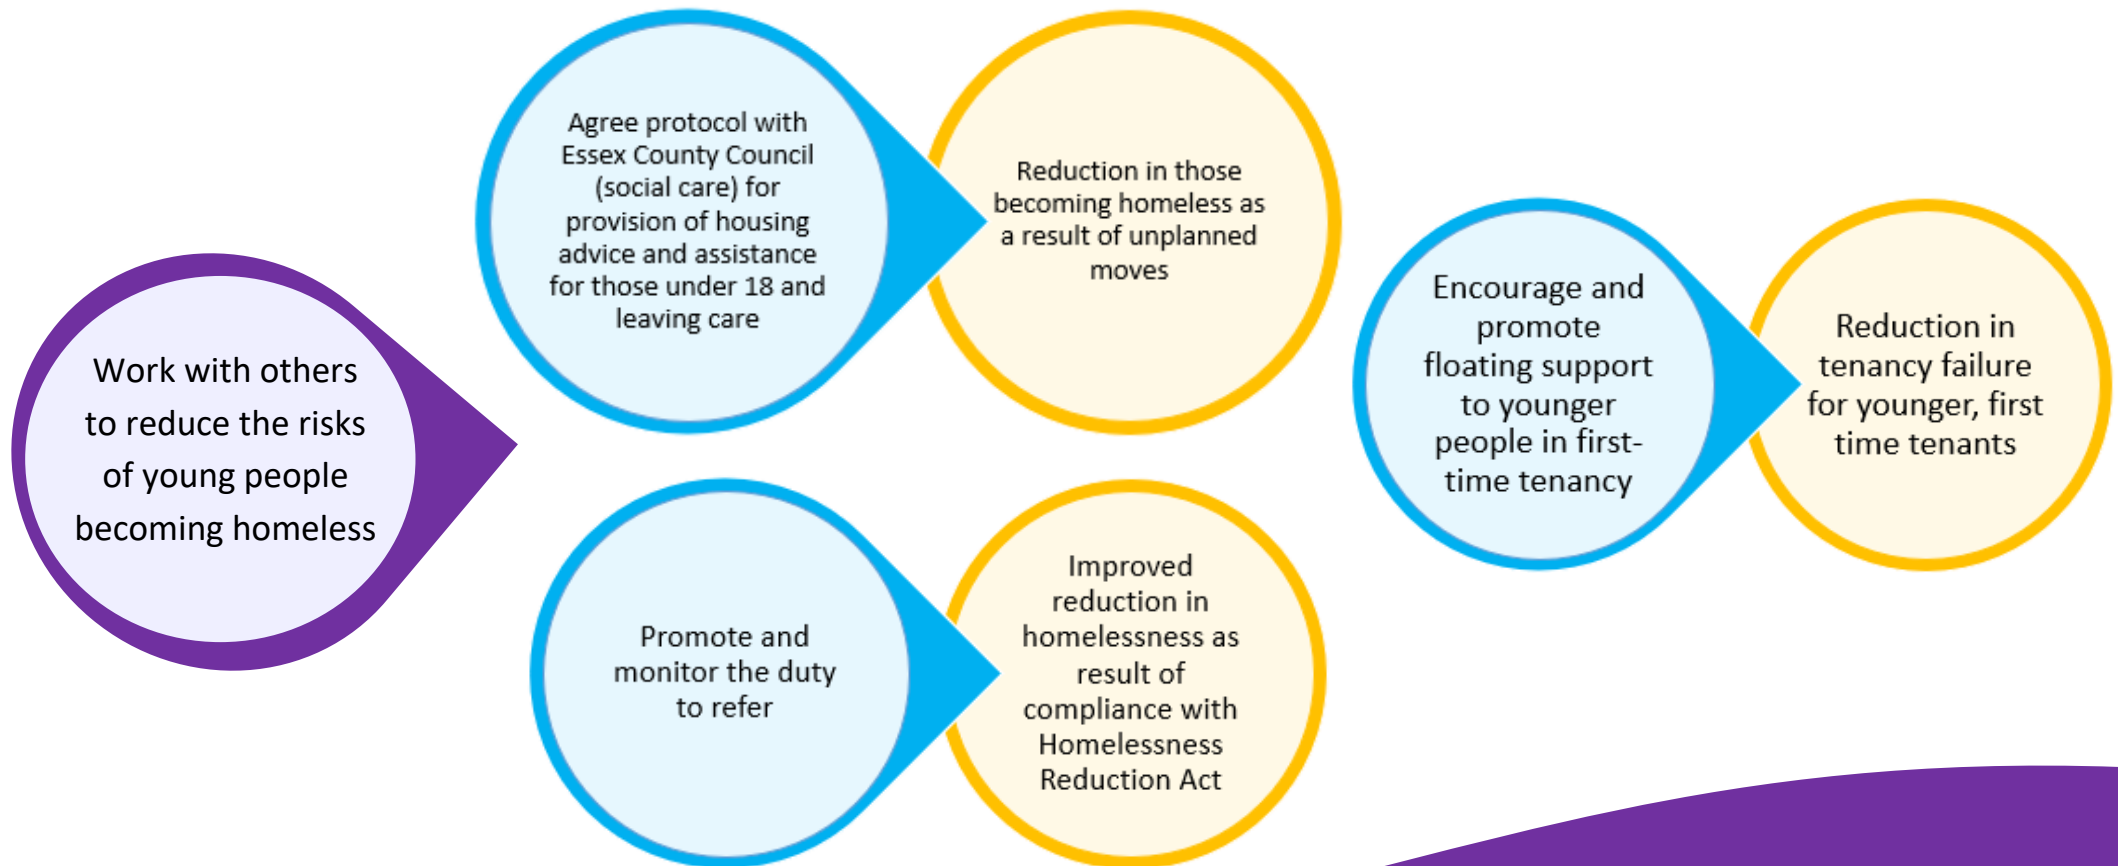 Work with others
to reduce the risks
of young people
becoming homeless
Agree protocol with
Essex County Council
(social care) for
provision of housing
advice and assistance
for those under 18 and
leaving care
Reduction in those
becoming homeless as
a result of unplanned
moves
Promote and
monitor the duty
to refer
Improved
reduction in
homelessness as
result of
compliance with
Homelessness
Reduction Act
Encourage and
promote
floating support
to younger
people in first-
time tenancy
Reduction in
tenancy failure
for younger, first
time tenants